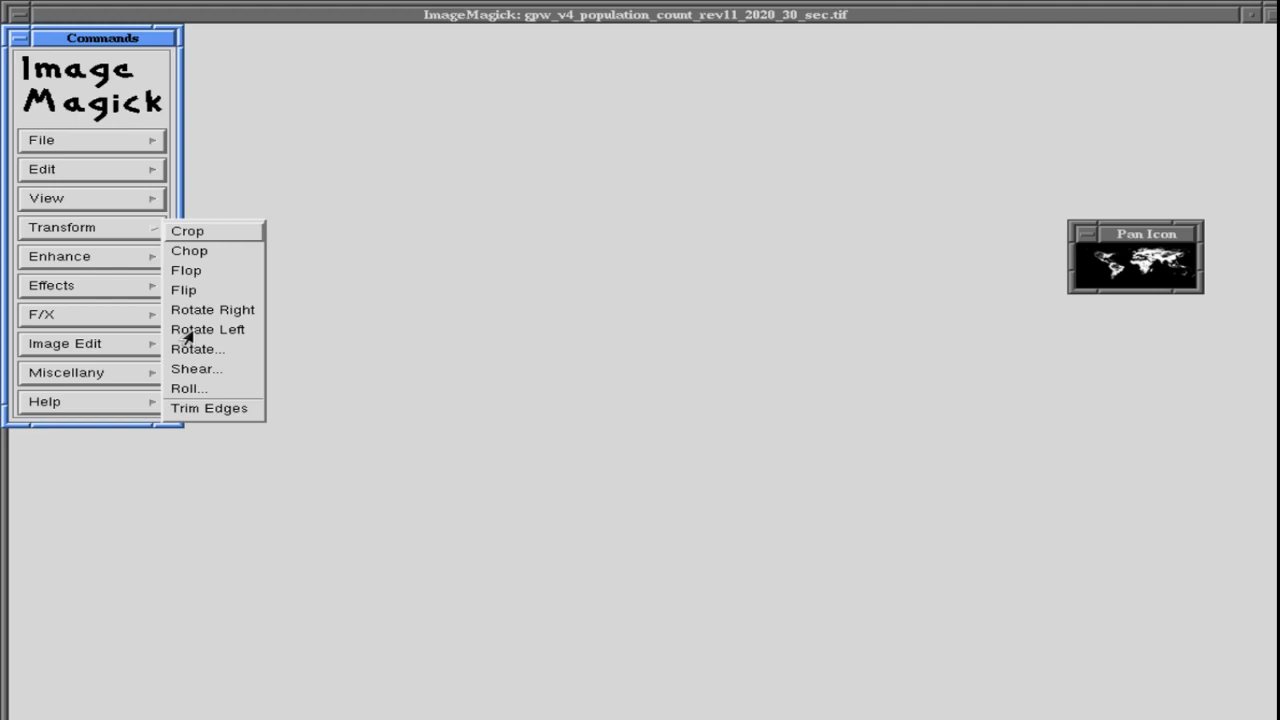 ImageMagick: gpw_v4_population_count_rev11_2020_30_sec.tif
Commands
Image
Magick
File
Edit
View
Transform
Enhance
Effects
F/X
Image Edit
Miscellany
Help
Crop
Chop
Flop
Flip
Rotate Right
Rotate Left
Rotate...
Shear...
Roll...
Trim Edges
Pan Icon